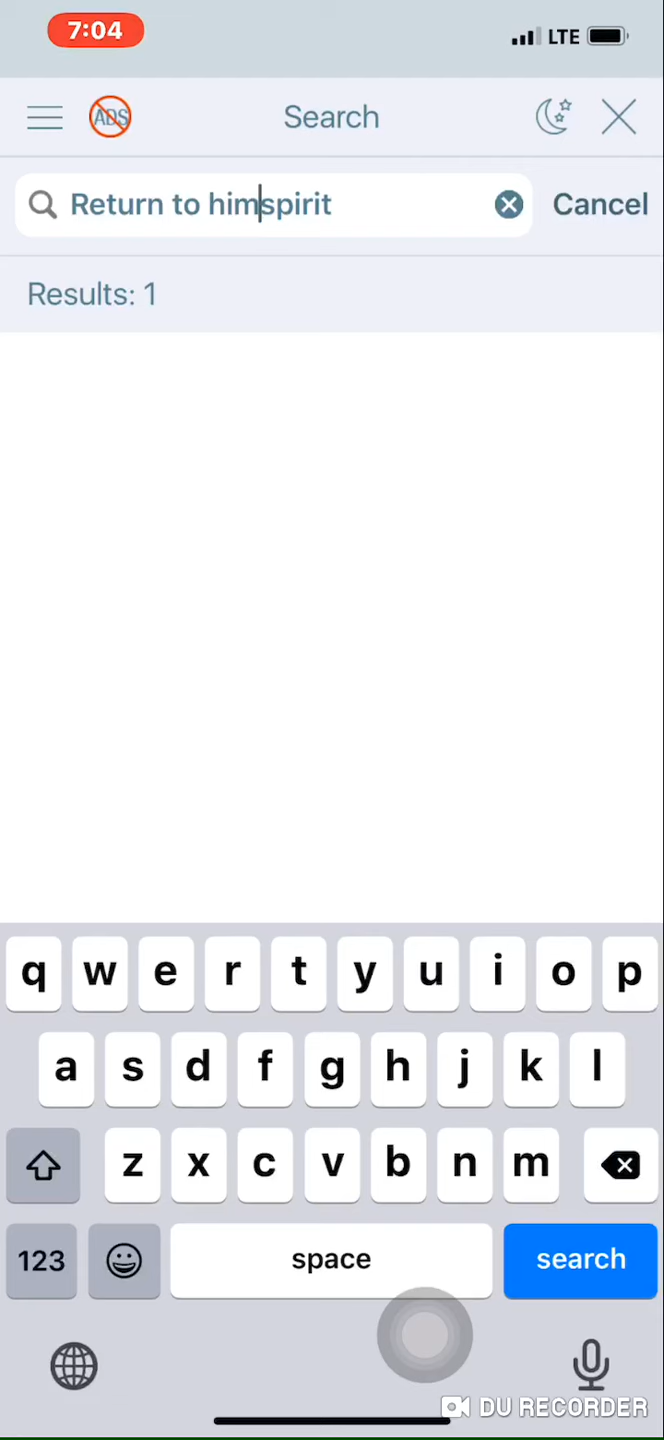 7:04
LTE
ADS
Search
Return to himspirit
Cancel
Results: 1
q w e r t y u i o p
a s d f g h j k l
z x c v b n m
123
space
search
DU RECORDER